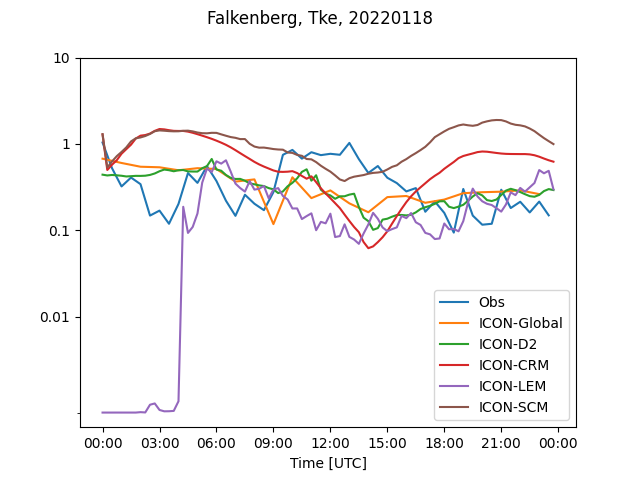 Falkenberg, Tke, 20220118
10
1
0.1
0.01
Obs
ICON-Global
ICON-D2
ICON-CRM
ICON-LEM
ICON-SCM
00:00 03:00 06:00 09:00 12:00 15:00 18:00 21:00 00:00
Time [UTC]